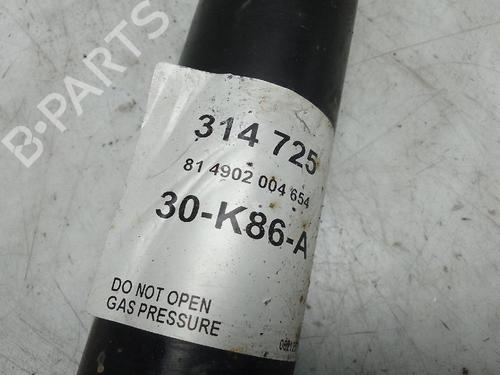 B-PARTS
314 725
81 4902 004 654
30-K86-A
DO NOT OPEN
GAS PRESSURE